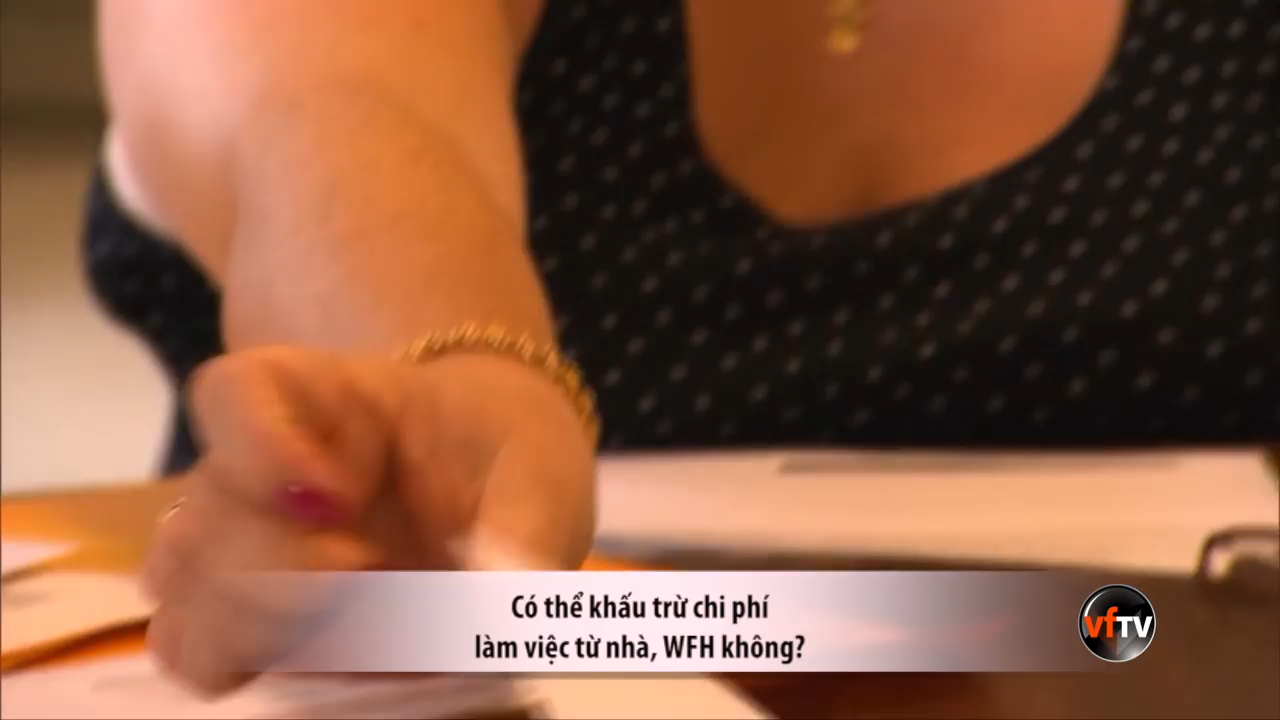 Có thể khấu trừ chi phí
làm việc từ nhà, WFH không?
vfTV